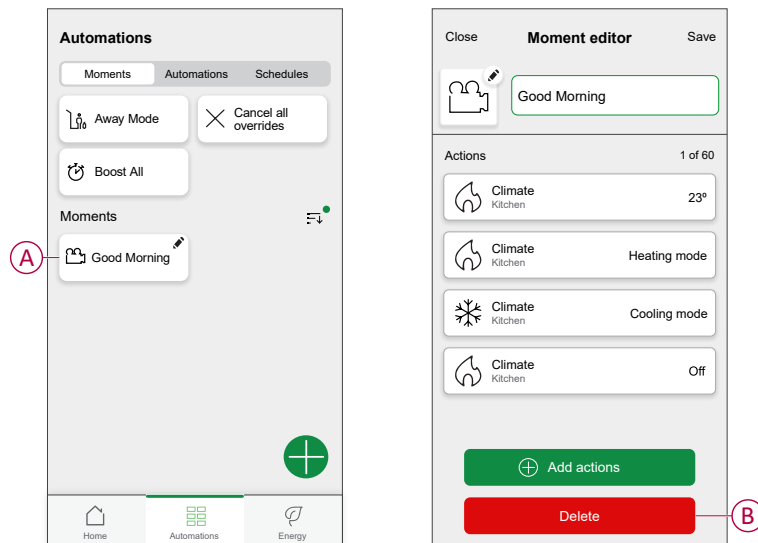 Automations
Moments Automations Schedules
Away Mode
Cancel all
overrides
Boost All
Moments
A
Good Morning
Home Automations Energy
Close Moment editor Save
Good Morning
Actions 1 of 60
Climate
Kitchen
23º
Climate
Kitchen
Heating mode
Climate
Kitchen
Cooling mode
Climate
Kitchen
Off
Add actions
Delete
B